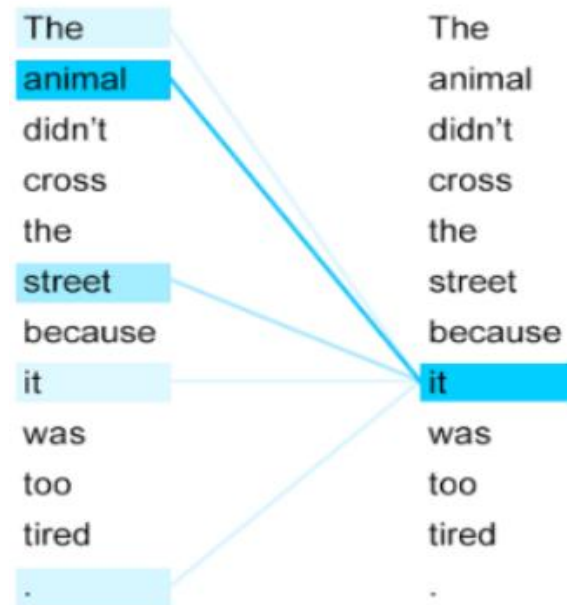 The
animal
didn't
cross
the
street
because
it
was
too
tired
.
The
animal
didn't
cross
the
street
because
it
was
too
tired
.